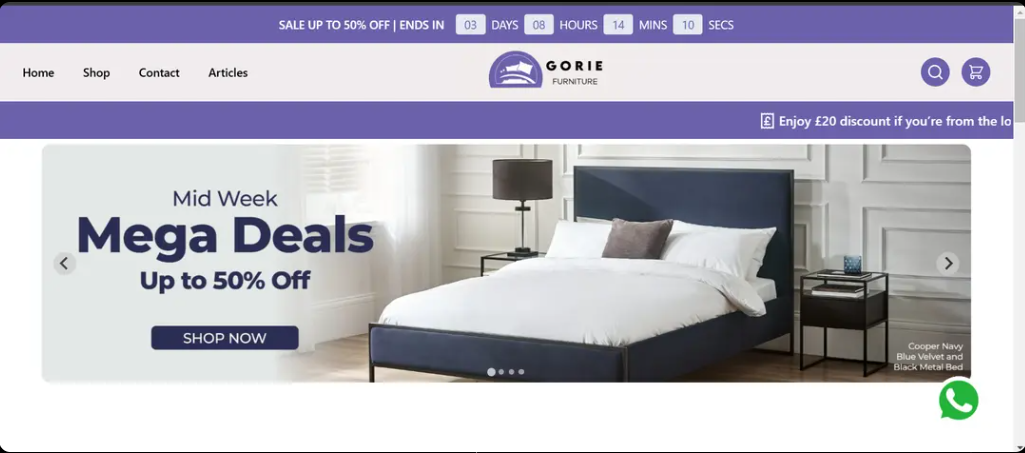 SALE UP TO 50% OFF | ENDS IN 03 DAYS 08 HOURS 14 MINS 10 SECS
Home Shop Contact Articles
GORIE
FURNITURE
£ Enjoy £20 discount if you're from the lo
Mid Week
Mega Deals
Up to 50% Off
SHOP NOW
Cooper Navy
Blue Velvet and
Black Metal Bed